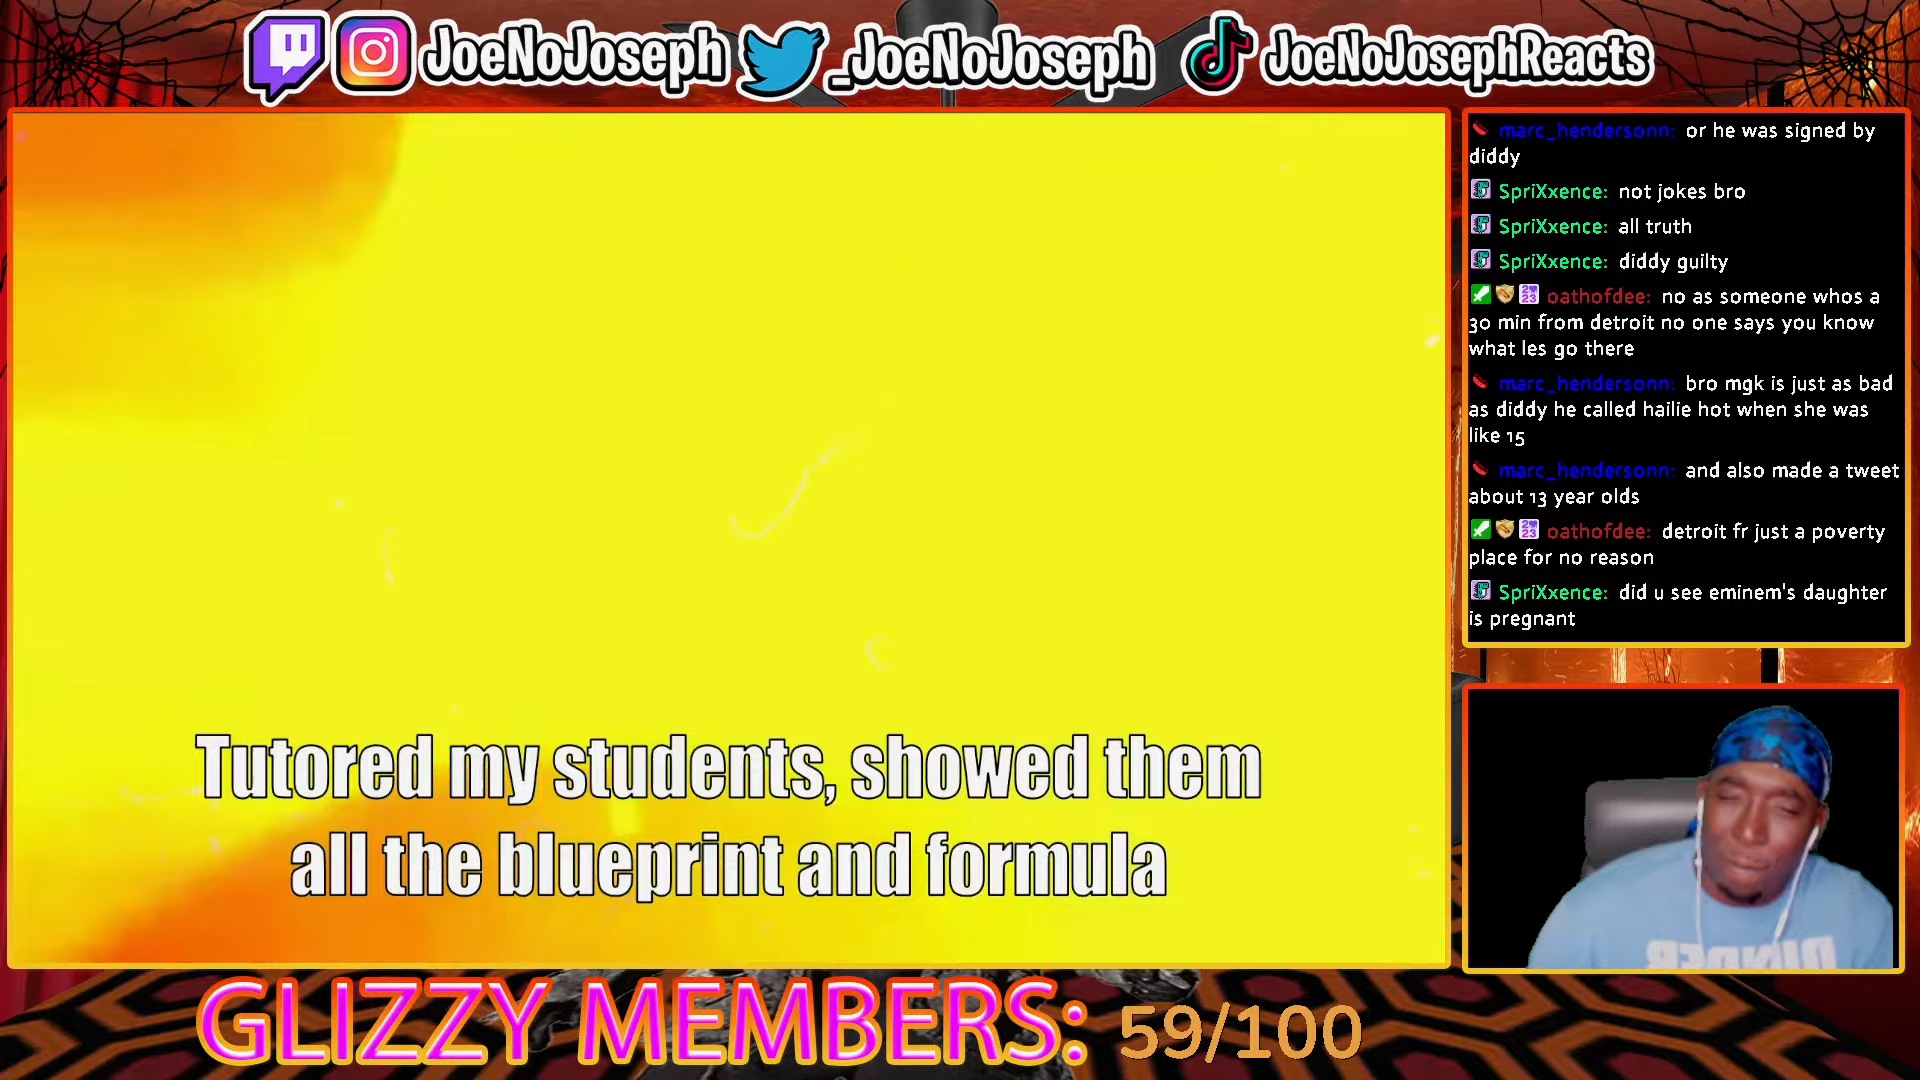 JoeNoJoseph _JoeNoJoseph JoeNoJosephReacts
marc_hendersonn: or he was signed by
diddy
SpriXxence: not jokes bro
SpriXxence: all truth
SpriXxence: diddy guilty
oathofdee: no as someone whos a
30 min from detroit no one says you know
what les go there
marc_hendersonn: bro mgk is just as bad
as diddy he called hailie hot when she was
like 15
marc_hendersonn: and also made a tweet
about 13 year olds
oathofdee: detroit fr just a poverty
place for no reason
SpriXxence: did u see eminem's daughter
is pregnant
Tutored my students, showed them
all the blueprint and formula
GLIZZY MEMBERS: 59/100